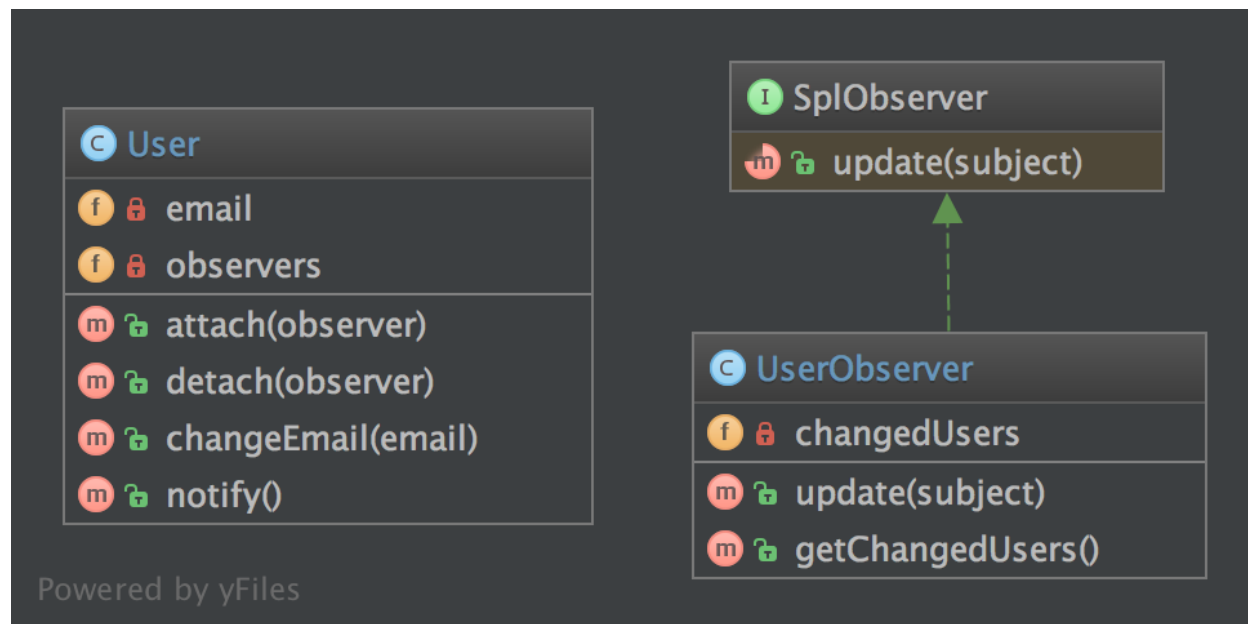 C User
f email
f observers
m attach(observer)
m detach(observer)
m changeEmail(email)
m notify()
I SplObserver
m update(subject)
C UserObserver
f changedUsers
m update(subject)
m getChangedUsers()
Powered by yFiles